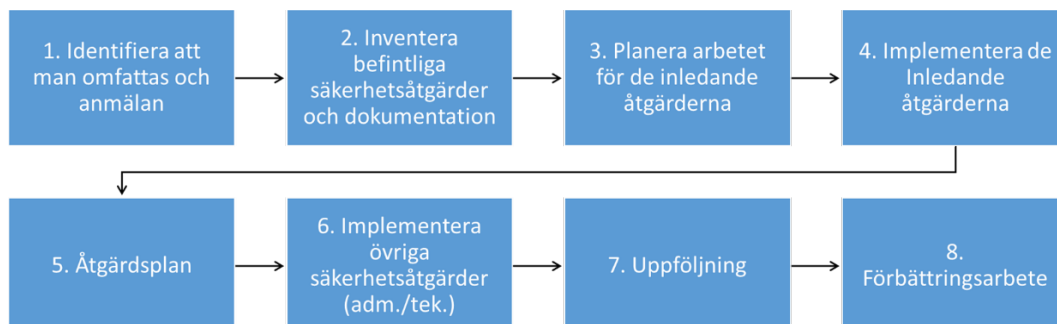 1. Identifiera att
man omfattas och
anmälan
2. Inventera
befintliga
säkerhetsåtgärder
och dokumentation
3. Planera arbetet
för de inledande
åtgärderna
4. Implementera de
Inledande
åtgärderna
5. Åtgärdsplan
6. Implementera
övriga
säkerhetsåtgärder
(adm./tek.)
7. Uppföljning
8.
Förbättringsarbete